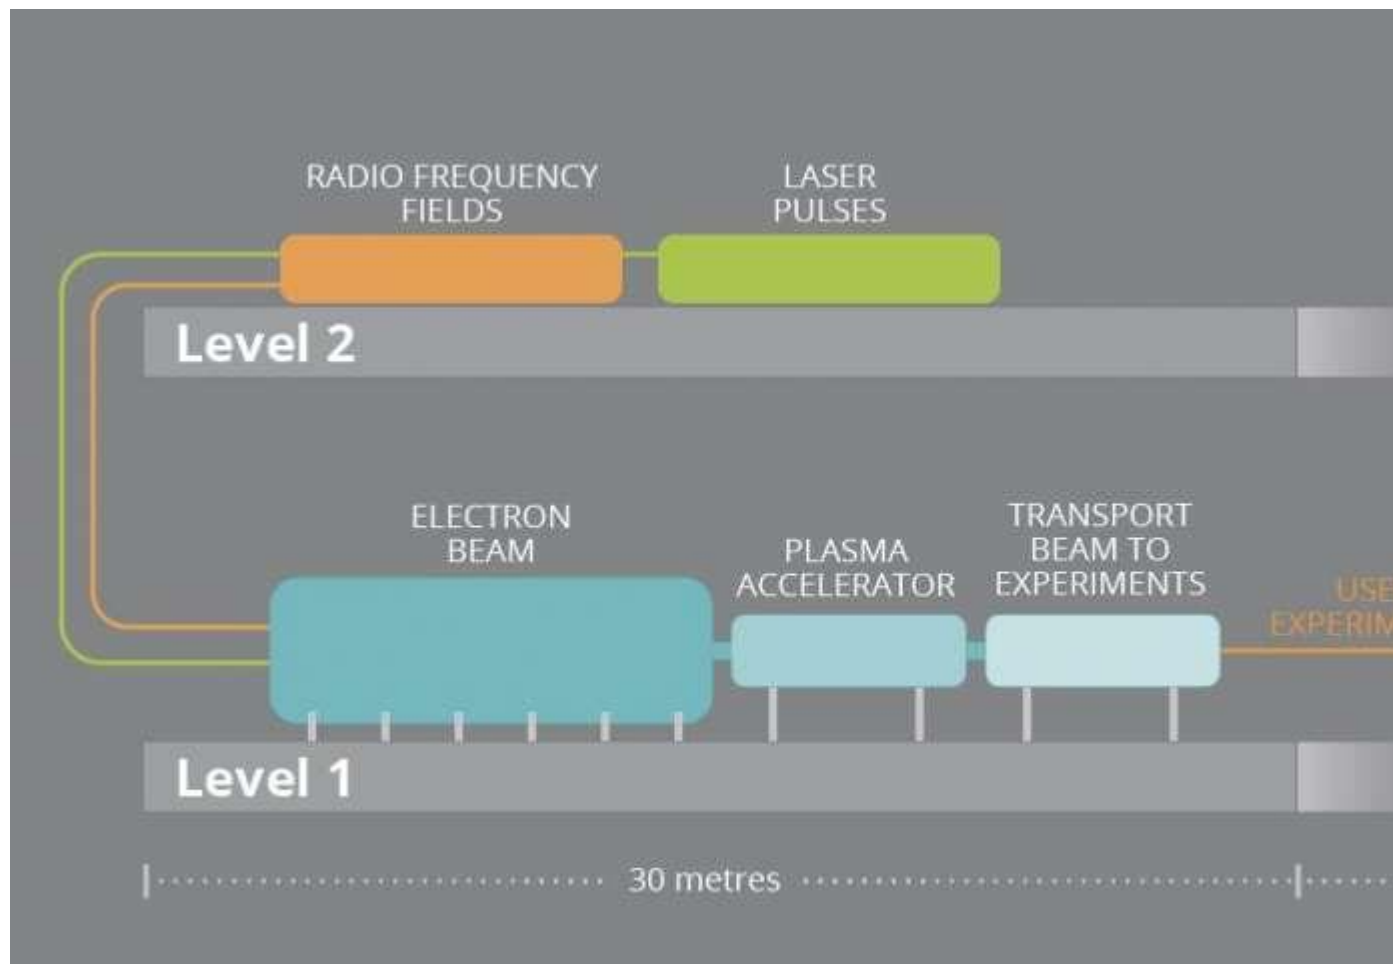 RADIO FREQUENCY
FIELDS
LASER
PULSES
Level 2
ELECTRON
BEAM
PLASMA
ACCELERATOR
TRANSPORT
BEAM TO
EXPERIMENTS
Level 1
30 metres